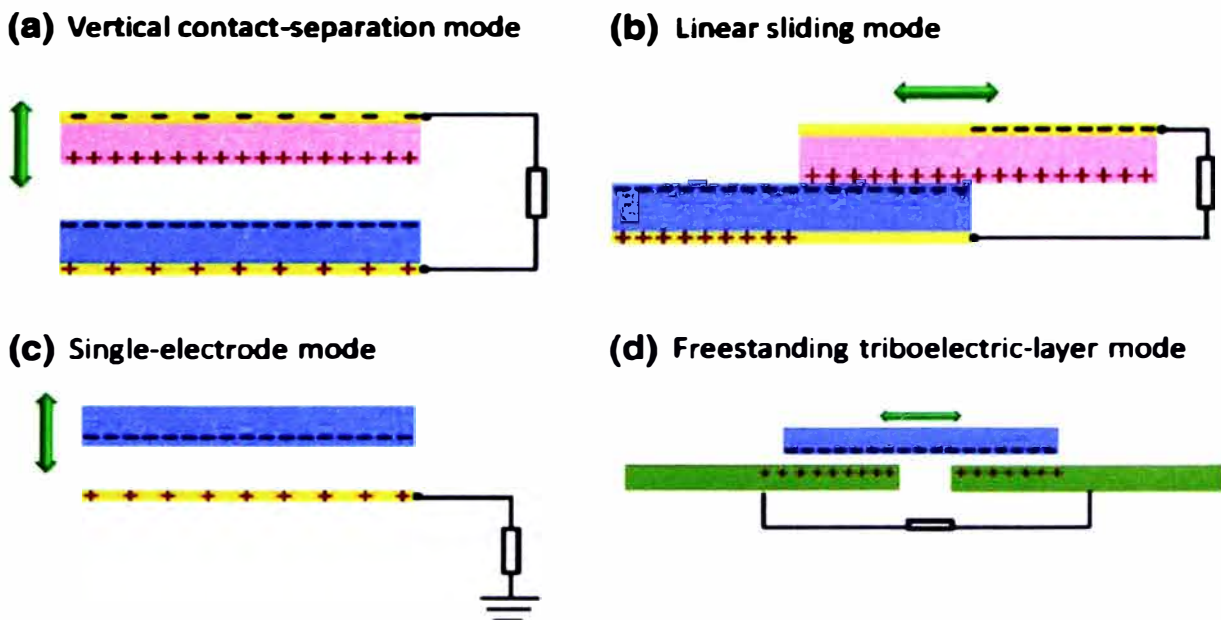 (a) Vertical contact-separation mode
(b) Linear sliding mode
(c) Single-electrode mode
(d) Freestanding triboelectric-layer mode